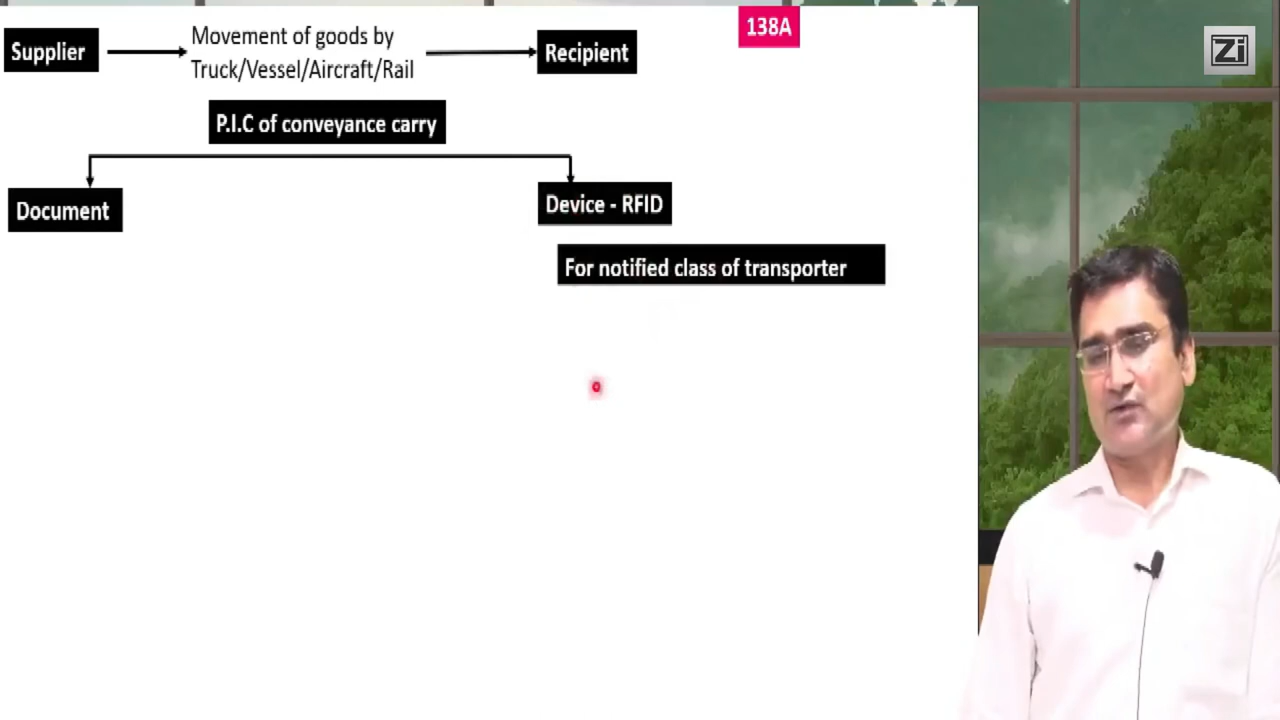 138A
Supplier
Movement of goods by
Truck/Vessel/Aircraft/Rail
Recipient
P.I.C of conveyance carry
Document
Device - RFID
For notified class of transporter
Zi